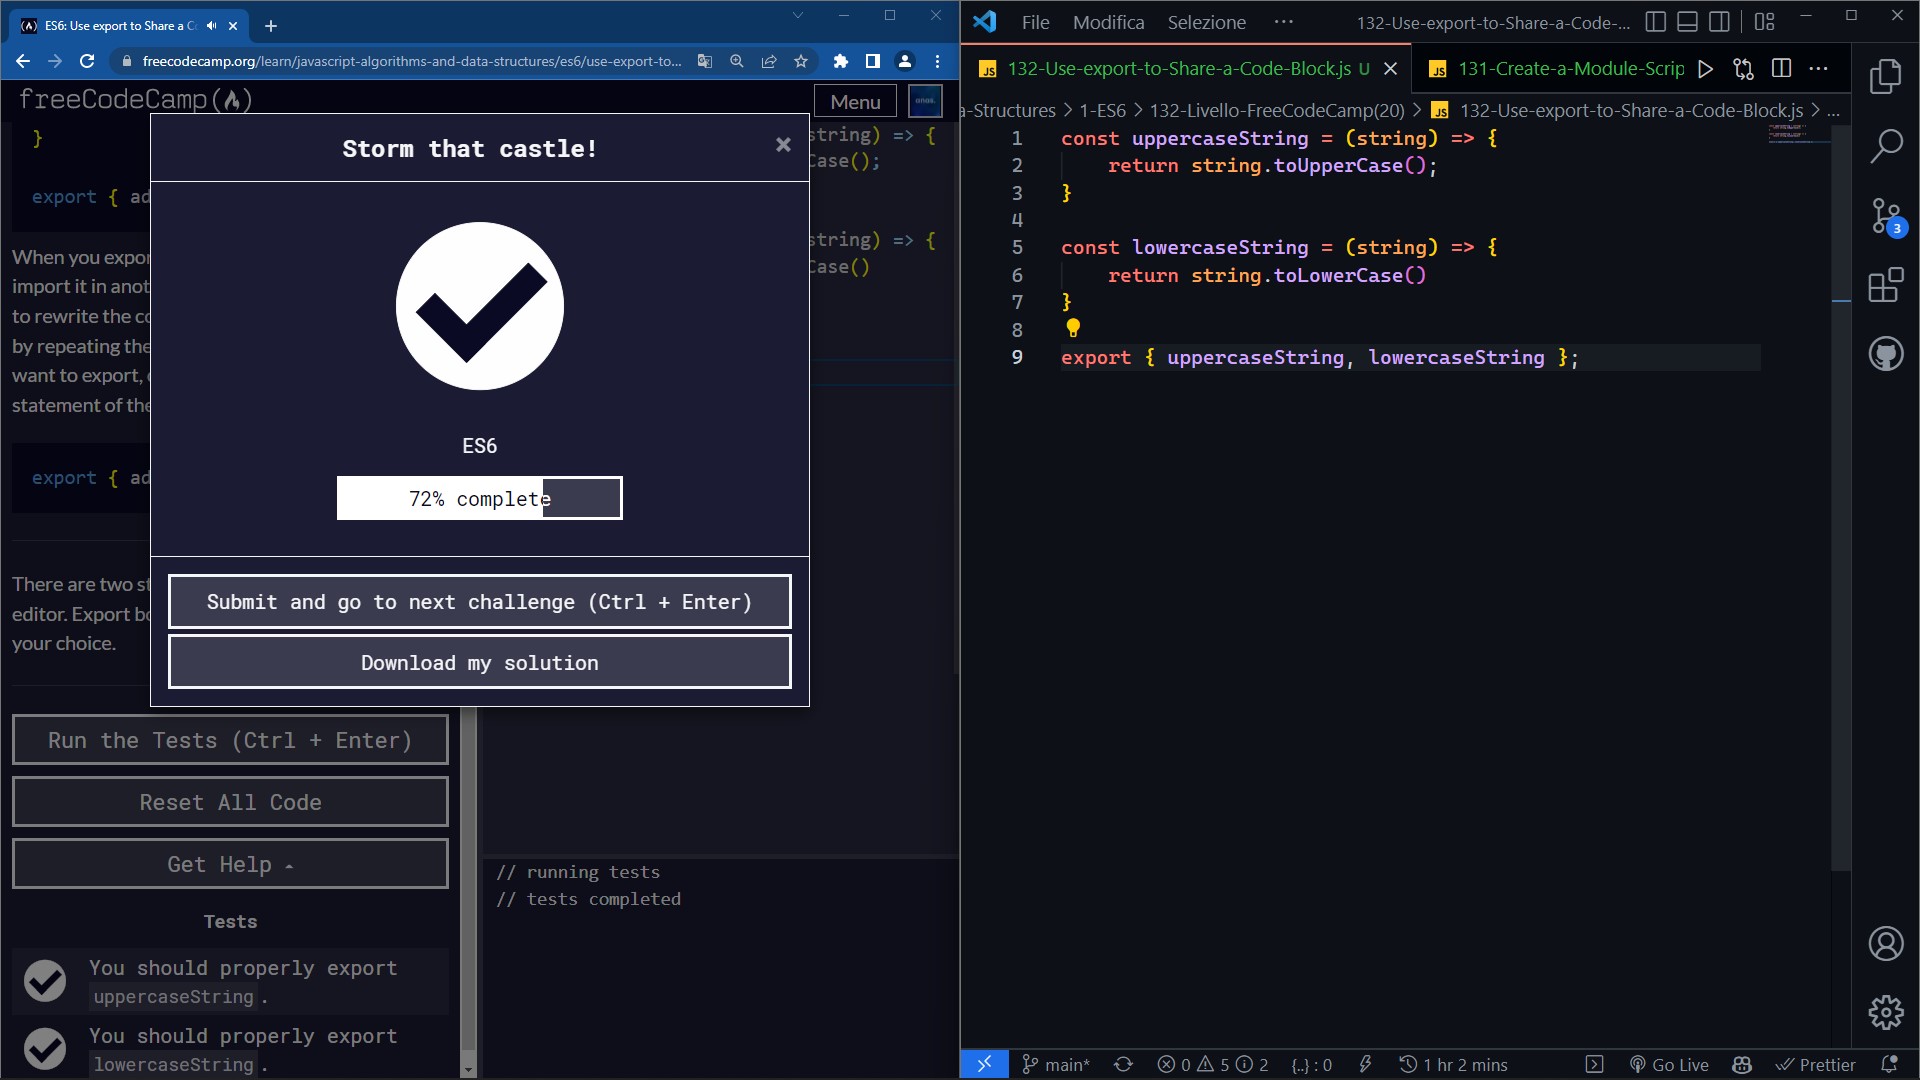 ES6: Use export to Share a C
freecodecamp.org/learn/javascript-algorithms-and-data-structures/es6/use-export-to...
freeCodeCamp(🔥)
Menu
}
export { ad
When you expor
import it in anot
to rewrite the co
by repeating the
want to export,
statement of the
export { ad
There are two st
editor. Export bo
your choice.
string) => {
Case();
string) => {
Case()
Storm that castle!
×
ES6
72% complete
Submit and go to next challenge (Ctrl + Enter)
Download my solution
Run the Tests (Ctrl + Enter)
Reset All Code
Get Help
Tests
You should properly export
uppercaseString.
You should properly export
lowercaseString.
// running tests
// tests completed
File Modifica Selezione ··· 132-Use-export-to-Share-a-Code-...
JS 132-Use-export-to-Share-a-Code-Block.js U
JS 131-Create-a-Module-Scrip
a-Structures > 1-ES6 > 132-Livello-FreeCodeCamp(20) > JS 132-Use-export-to-Share-a-Code-Block.js > ...
1 const uppercaseString = (string) => {
2 return string.toUpperCase();
3 }
4
5 const lowercaseString = (string) => {
6 return string.toLowerCase()
7 }
8
9 export { uppercaseString, lowercaseString };
3
main* 0 5 2 {..} : 0 1 hr 2 mins Go Live Prettier